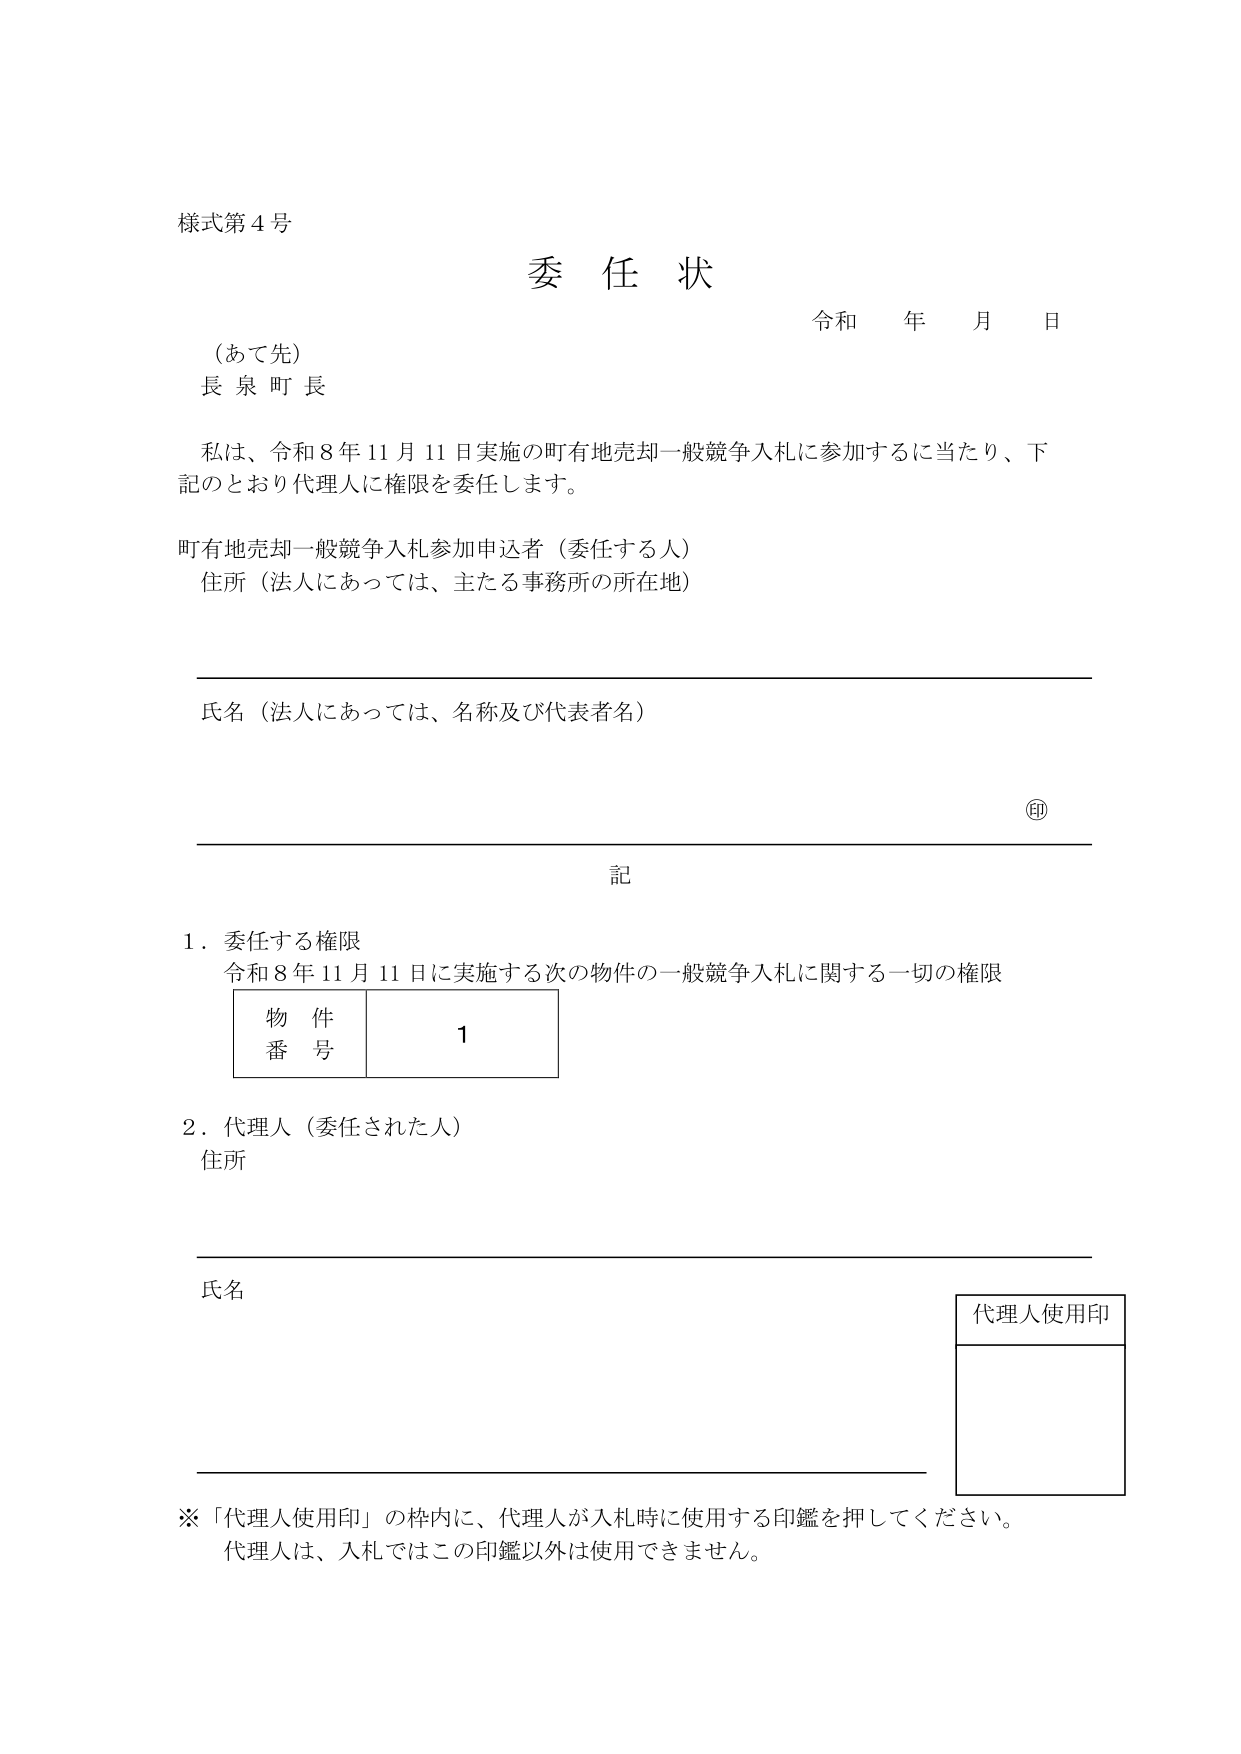 様式第４号
委　任　状
令和　　年　　月　　日
（あて先）
長 泉 町 長
私は、令和８年 11 月 11 日実施の町有地売却一般競争入札に参加するに当たり、下
記のとおり代理人に権限を委任します。
町有地売却一般競争入札参加申込者（委任する人）
住所（法人にあっては、主たる事務所の所在地）
氏名（法人にあっては、名称及び代表者名）
㊞
記
１．委任する権限
令和８年 11 月 11 日に実施する次の物件の一般競争入札に関する一切の権限
物　件
番　号
1
２．代理人（委任された人）
住所
氏名
代理人使用印
※「代理人使用印」の枠内に、代理人が入札時に使用する印鑑を押してください。
代理人は、入札ではこの印鑑以外は使用できません。